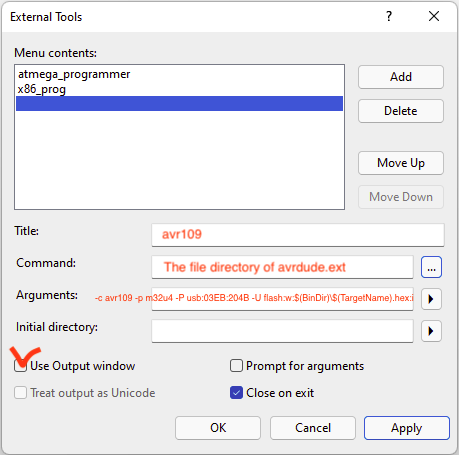 External Tools
Menu contents:
atmega_programmer
x86_prog
Add
Delete
Move Up
Move Down
Title:
avr109
Command:
The file directory of avrdude.ext
...
Arguments:
-c avr109 -p m32u4 -P usb:03EB:204B -U flash:w:$(BinDir)\$(TargetName).hex:i
Initial directory:
Use Output window
Prompt for arguments
Treat output as Unicode
Close on exit
OK
Cancel
Apply